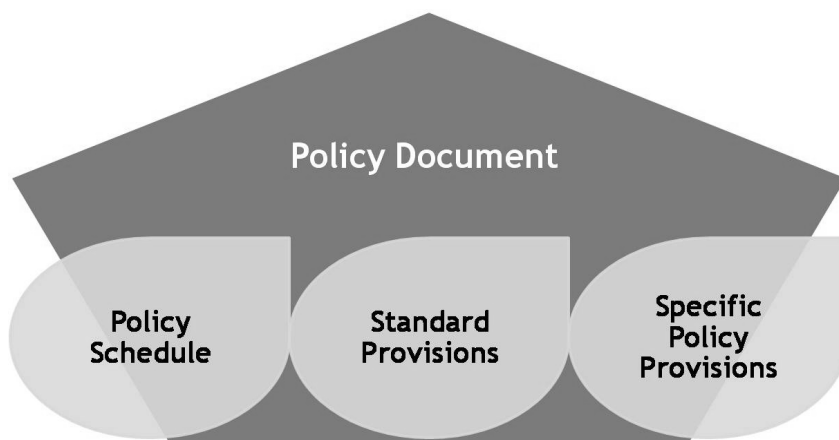 Policy Document
Policy
Schedule
Standard
Provisions
Specific
Policy
Provisions